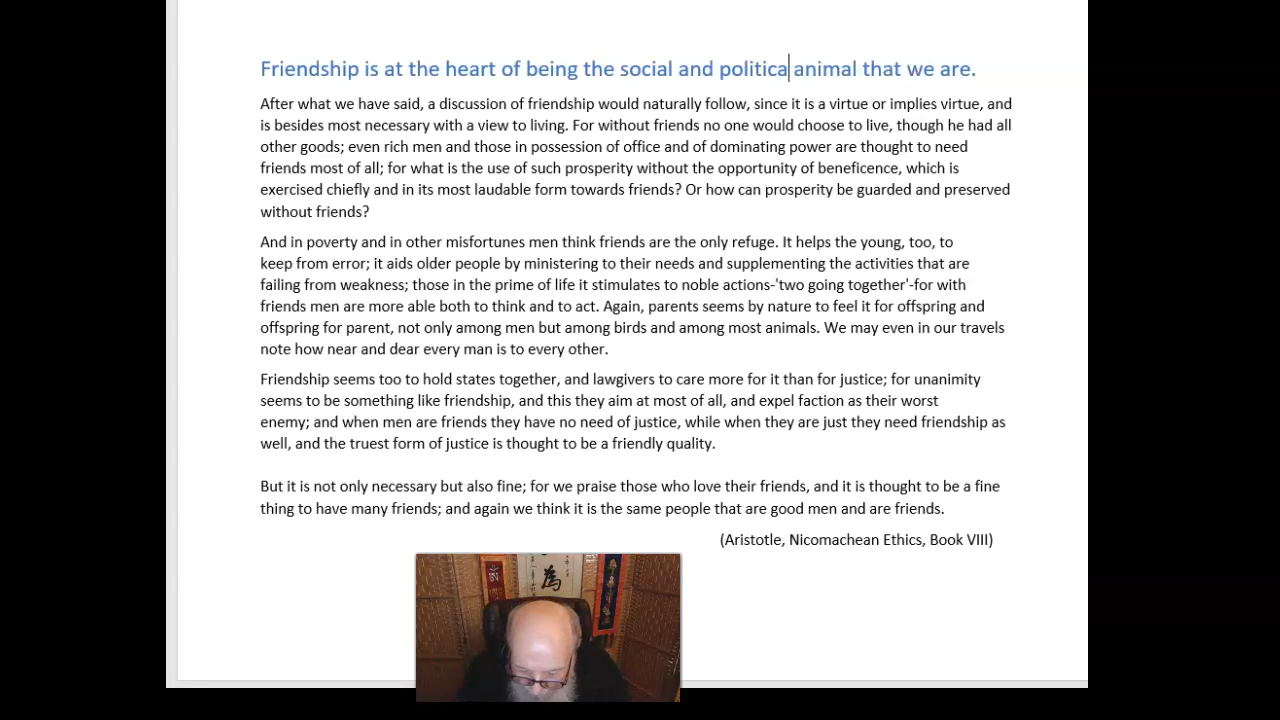 Friendship is at the heart of being the social and politica animal that we are.
After what we have said, a discussion of friendship would naturally follow, since it is a virtue or implies virtue, and
is besides most necessary with a view to living. For without friends no one would choose to live, though he had all
other goods; even rich men and those in possession of office and of dominating power are thought to need
friends most of all; for what is the use of such prosperity without the opportunity of beneficence, which is
exercised chiefly and in its most laudable form towards friends? Or how can prosperity be guarded and preserved
without friends?
And in poverty and in other misfortunes men think friends are the only refuge. It helps the young, too, to
keep from error; it aids older people by ministering to their needs and supplementing the activities that are
failing from weakness; those in the prime of life it stimulates to noble actions-'two going together'-for with
friends men are more able both to think and to act. Again, parents seems by nature to feel it for offspring and
offspring for parent, not only among men but among birds and among most animals. We may even in our travels
note how near and dear every man is to every other.
Friendship seems too to hold states together, and lawgivers to care more for it than for justice; for unanimity
seems to be something like friendship, and this they aim at most of all, and expel faction as their worst
enemy; and when men are friends they have no need of justice, while when they are just they need friendship as
well, and the truest form of justice is thought to be a friendly quality.
But it is not only necessary but also fine; for we praise those who love their friends, and it is thought to be a fine
thing to have many friends; and again we think it is the same people that are good men and are friends.
(Aristotle, Nicomachean Ethics, Book VIII)
為